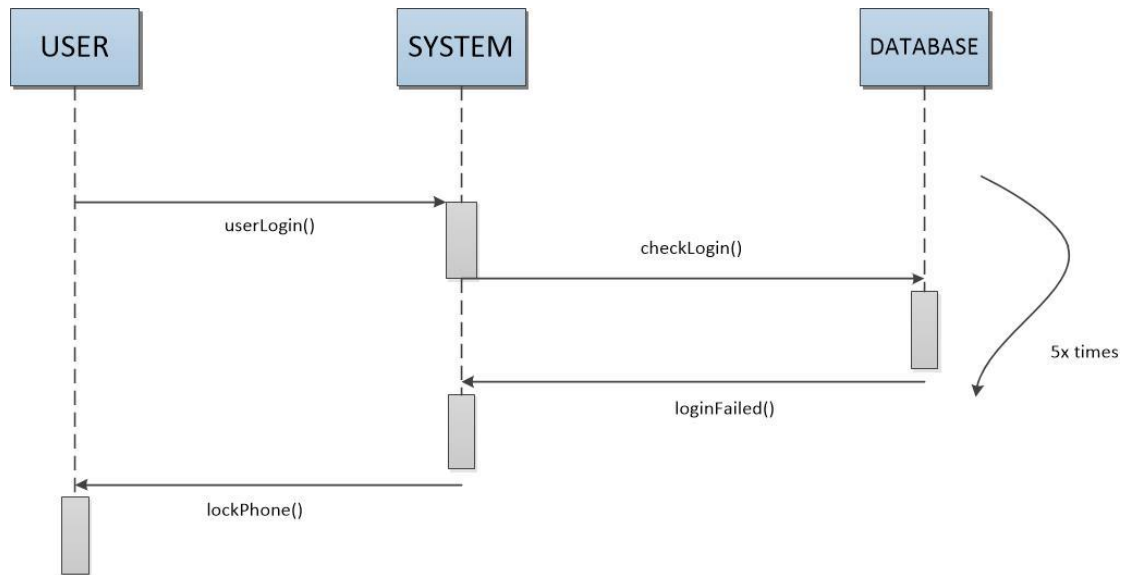 USER
SYSTEM
DATABASE
userLogin()
checkLogin()
5x times
loginFailed()
lockPhone()